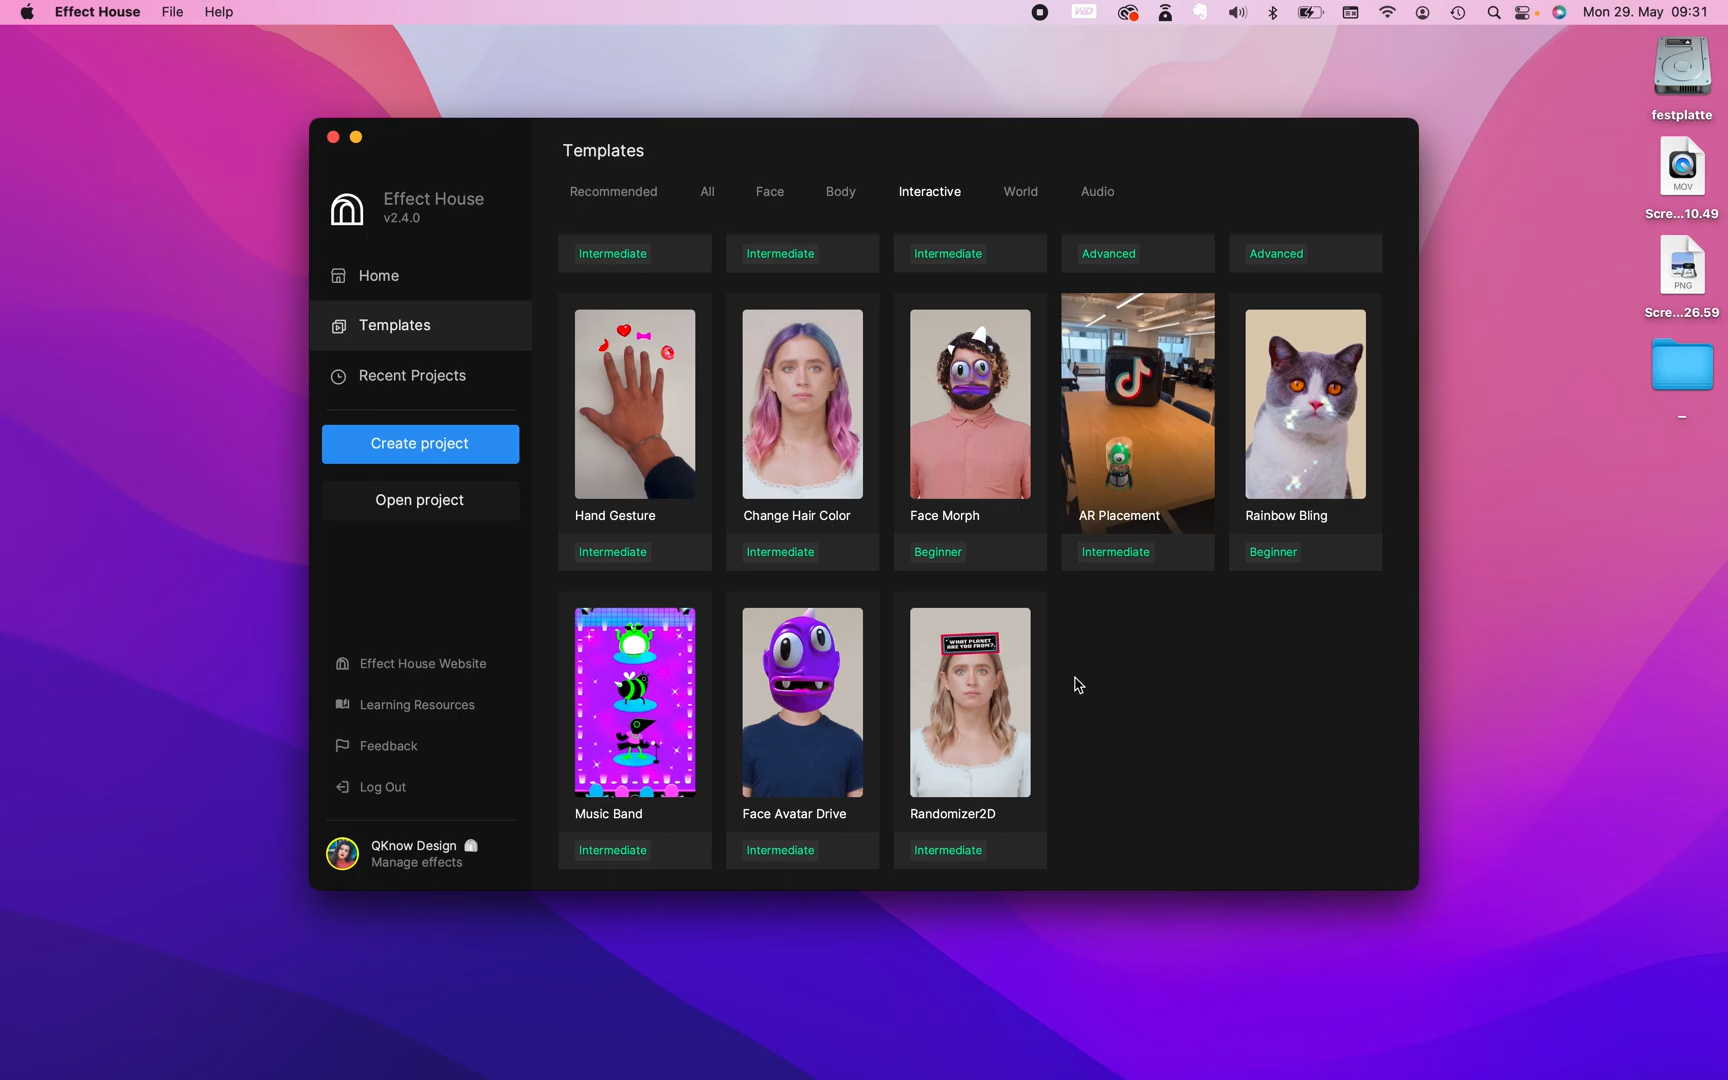 Effect House File Help
Mon 29. May 09:31
festplatte
MOV
Scre...10.49
PNG
Scre...26.59
_
Effect House
v2.4.0
Home
Templates
Recent Projects
Create project
Open project
Effect House Website
Learning Resources
Feedback
Log Out
QKnow Design
Manage effects
Templates
Recommended All Face Body Interactive World Audio
Intermediate Intermediate Intermediate Advanced Advanced
Hand Gesture Change Hair Color Face Morph AR Placement Rainbow Bling
Intermediate Intermediate Beginner Intermediate Beginner
WHAT PLANET
ARE YOU FROM?
Music Band Face Avatar Drive Randomizer2D
Intermediate Intermediate Intermediate